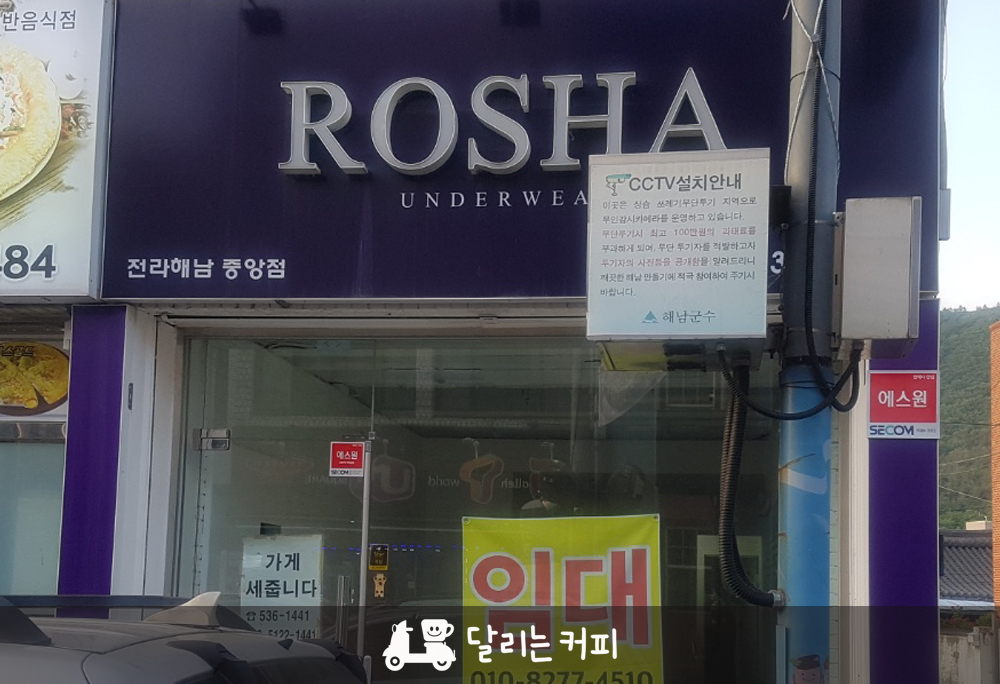 반음식점
484
ROSHA
UNDERWEA
전라해남 중앙점
3
CCTV설치안내
이곳은 상습 쓰레기무단투기 지역으로
무인감시카메라를 운영하고 있습니다.
무단투기시 최고 100만원의 과태료를
부과하게 되며, 무단 투기자를 적발하고자
투기자의 사진등을 공개함을 알려드리니
깨끗한 해남 만들기에 적극 참여하여 주기시
바랍니다.
해남군수
에스원
SECOM
에스원
SECOM
world
olleh
가게
세줍니다
☎ 536-1441
5122-1441
임대
010-8277-4510
달리는커피